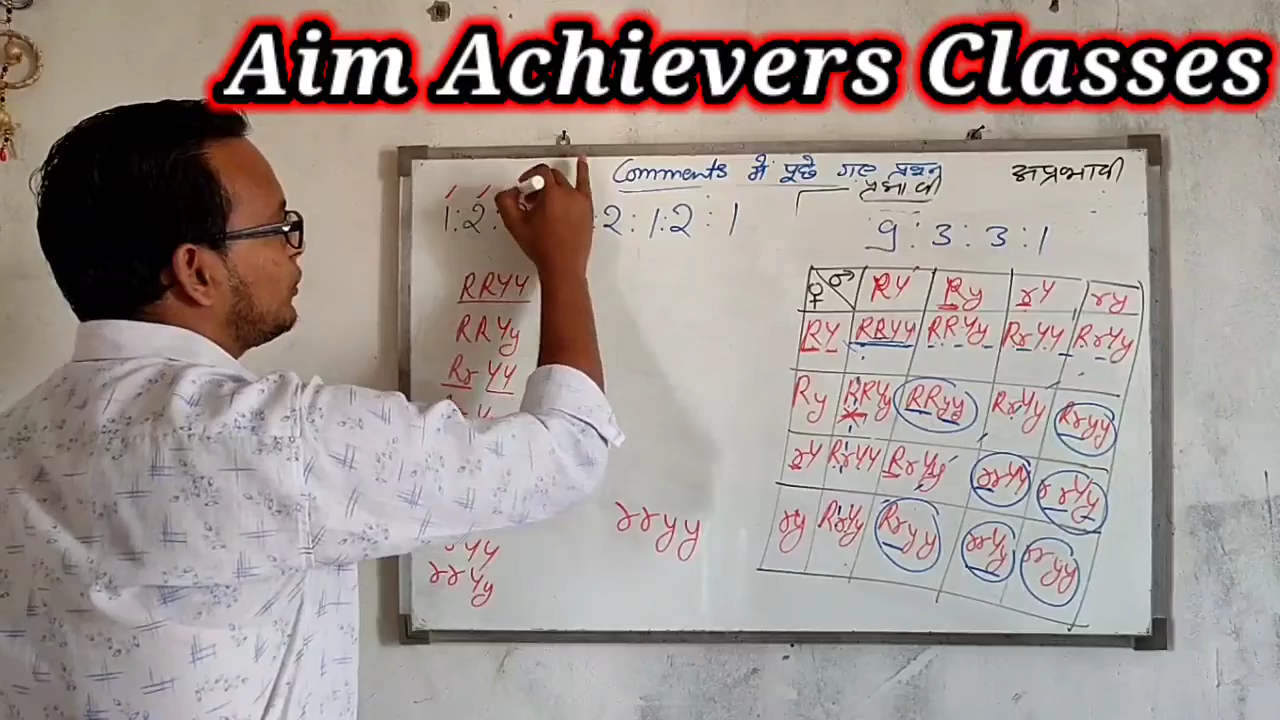 Aim Achievers Classes
Comments में पूछे गए प्रश्न
प्रभावी
अप्रभावी
1:2: :2:1:2:1
9:3:3:1
RRYY
RRYy
RrYY
rrYy
rryy
♀ ♂ RY Ry rY ry
RY RRYY RRYy RrYY RrYy
Ry RRYy RRyy RrYy Rryy
rY RrYY RrYy rrYY rrYy
ry RrYy Rryy rrYy rryy